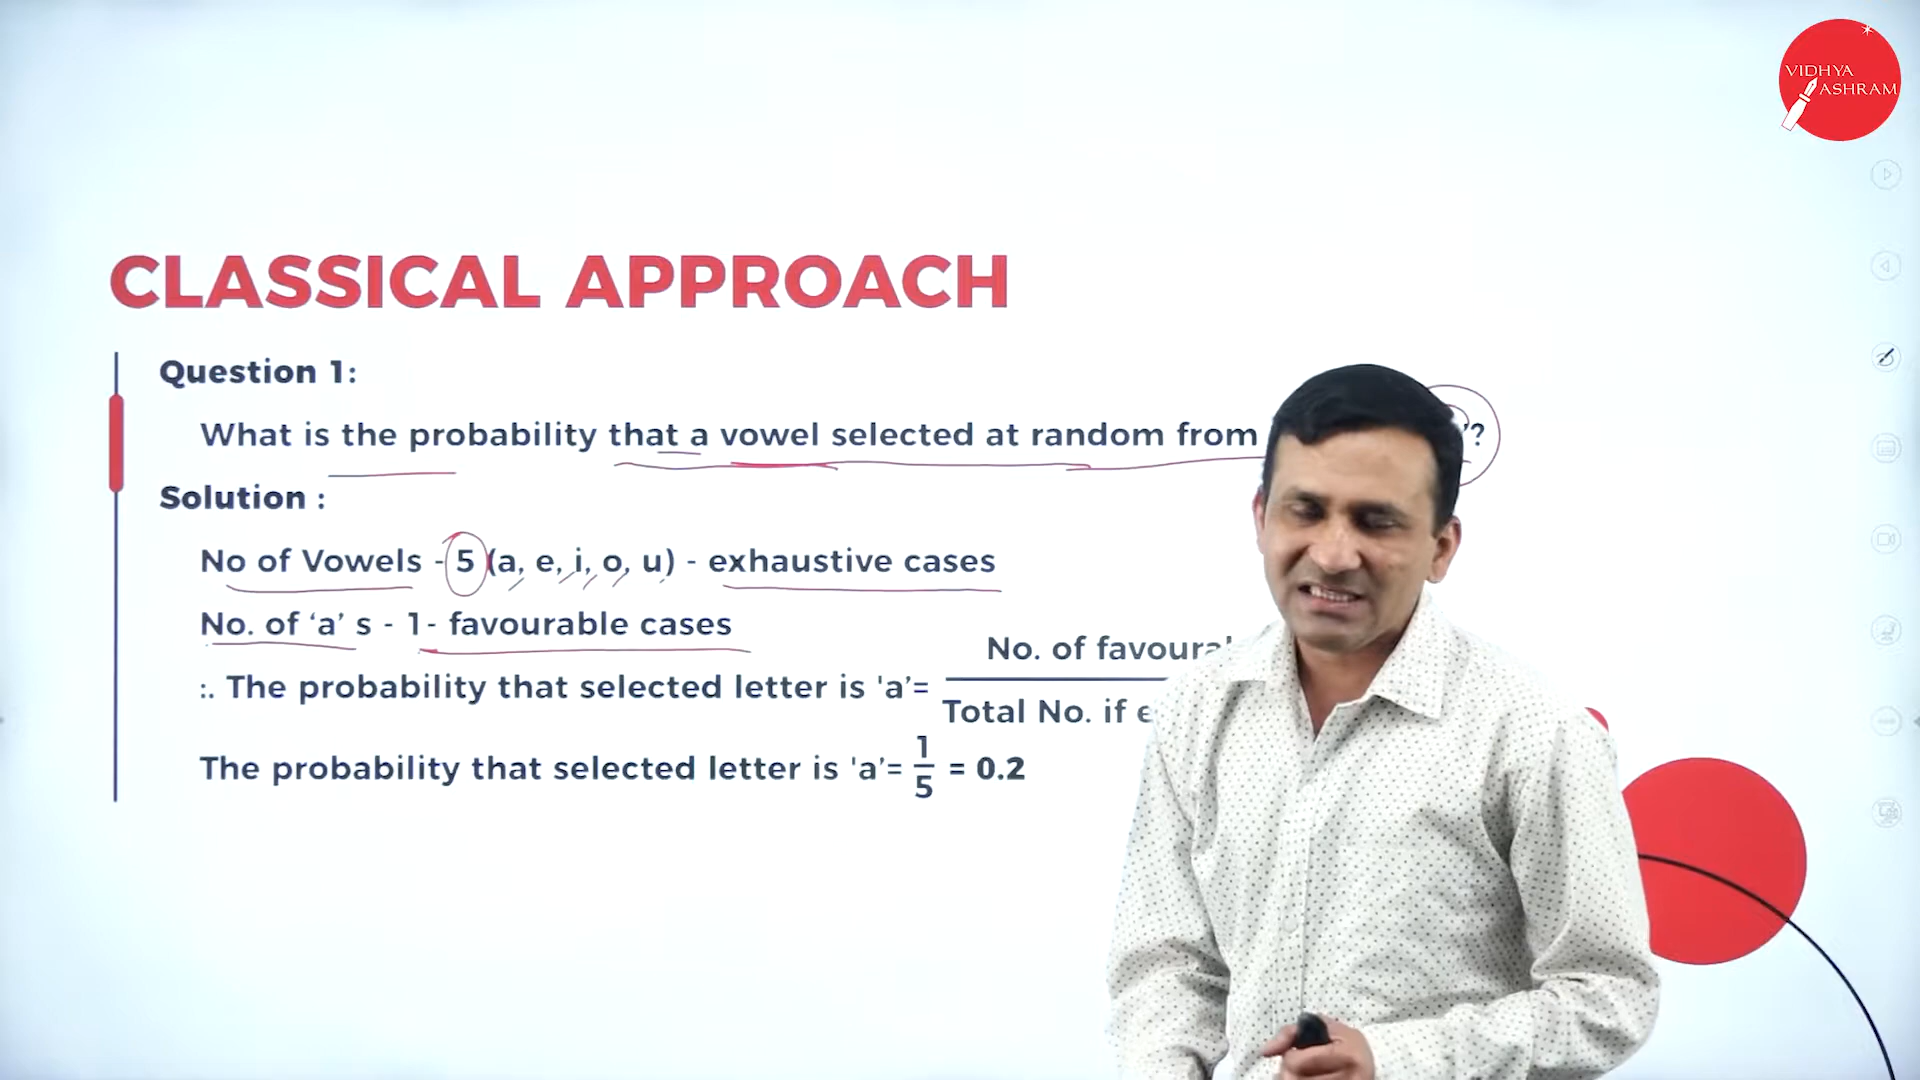 VIDHYA
ASHRAM
CLASSICAL APPROACH
Question 1:
What is the probability that a vowel selected at random from '?
Solution :
No of Vowels - 5 (a, e, i, o, u) - exhaustive cases
No. of ‘a’ s - 1- favourable cases
No. of
:. The probability that selected letter is 'a’=
Total No. if
The probability that selected letter is 'a’= 1/5 = 0.2